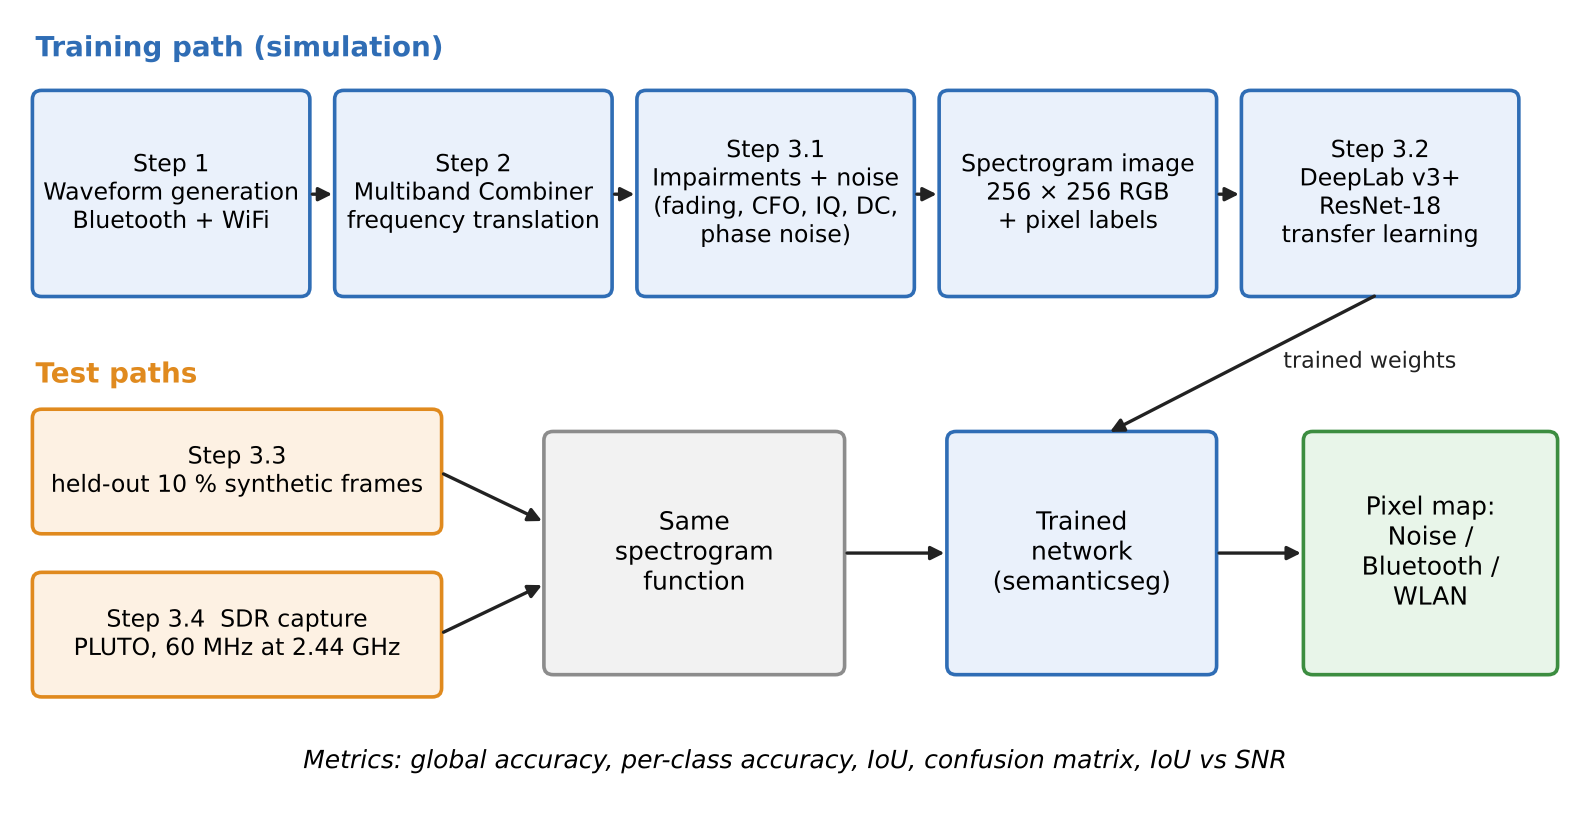 Training path (simulation)
Step 1
Waveform generation
Bluetooth + WiFi
Step 2
Multiband Combiner
frequency translation
Step 3.1
Impairments + noise
(fading, CFO, IQ, DC,
phase noise)
Spectrogram image
256 × 256 RGB
+ pixel labels
Step 3.2
DeepLab v3+
ResNet-18
transfer learning
trained weights
Test paths
Step 3.3
held-out 10 % synthetic frames
Step 3.4  SDR capture
PLUTO, 60 MHz at 2.44 GHz
Same
spectrogram
function
Trained
network
(semanticseg)
Pixel map:
Noise /
Bluetooth /
WLAN
Metrics: global accuracy, per-class accuracy, IoU, confusion matrix, IoU vs SNR